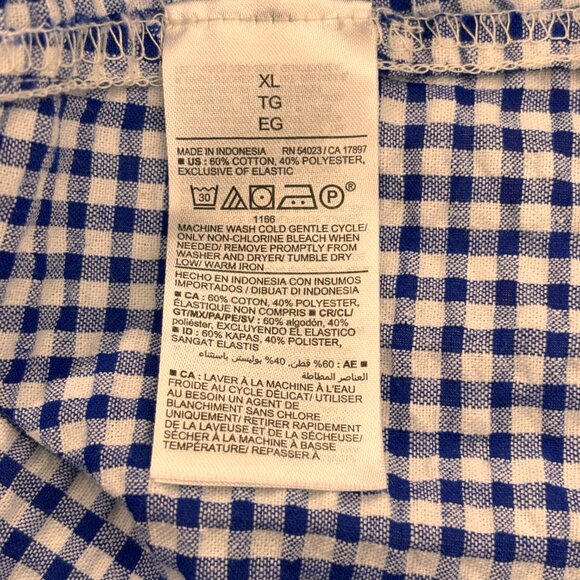 XL
TG
EG
MADE IN INDONESIA RN 54023 / CA 17897
■ US : 60% COTTON, 40% POLYESTER,
EXCLUSIVE OF ELASTIC
30 P
1166
MACHINE WASH COLD GENTLE CYCLE/
ONLY NON-CHLORINE BLEACH WHEN
NEEDED/ REMOVE PROMPTLY FROM
WASHER AND DRYER/ TUMBLE DRY
LOW/ WARM IRON
HECHO EN INDONESIA CON INSUMOS
IMPORTADOS / DIBUAT DI INDONESIA
■ CA : 60% COTON, 40% POLYESTER,
ÉLASTIQUE NON COMPRIS ■ CR/CL/
GT/MX/PA/PE/SV : 60% algodón, 40%
poliéster, EXCLUYENDO EL ELASTICO
■ ID : 60% KAPAS, 40% POLISTER,
SANGAT ELASTIS
■ AE : 60% قطن, 40% بوليستر, باستثناء
العناصر المطاطة
■ CA : LAVER À LA MACHINE À L'EAU
FROIDE AU CYCLE DÉLICAT/ UTILISER
AU BESOIN UN AGENT DE
BLANCHIMENT SANS CHLORE
UNIQUEMENT/ RETIRER RAPIDEMENT
DE LA LAVEUSE ET DE LA SÉCHEUSE/
SÉCHER À LA MACHINE À BASSE
TEMPÉRATURE/ REPASSER À